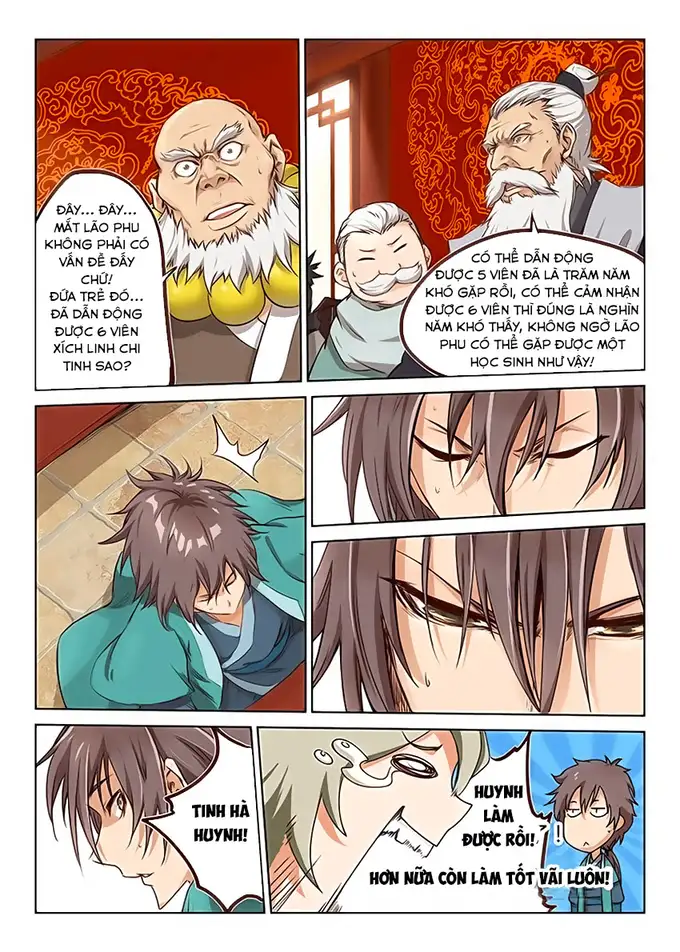 ĐÂY... ĐÂY...
MẮT LÃO PHU
KHÔNG PHẢI CÓ
VẤN ĐỀ ĐẤY
CHỨ!
ĐỨA TRẺ ĐÓ...
ĐÃ DẪN ĐỘNG
ĐƯỢC 6 VIÊN
XÍCH LINH CHI
TINH SAO?
CÓ THỂ DẪN ĐỘNG
ĐƯỢC 5 VIÊN ĐÃ LÀ TRĂM NĂM
KHÓ GẶP RỒI, CÓ THỂ CẢM NHẬN
ĐƯỢC 6 VIÊN THÌ ĐÚNG LÀ NGHÌN
NĂM KHÓ THẤY, KHÔNG NGỜ LÃO
PHU CÓ THỂ GẶP ĐƯỢC MỘT
HỌC SINH NHƯ VẬY!
TINH HÀ
HUYNH!
HUYNH
LÀM
ĐƯỢC RỒI!
HƠN NỮA CÒN LÀM TỐT VÃI LUÔN!
!